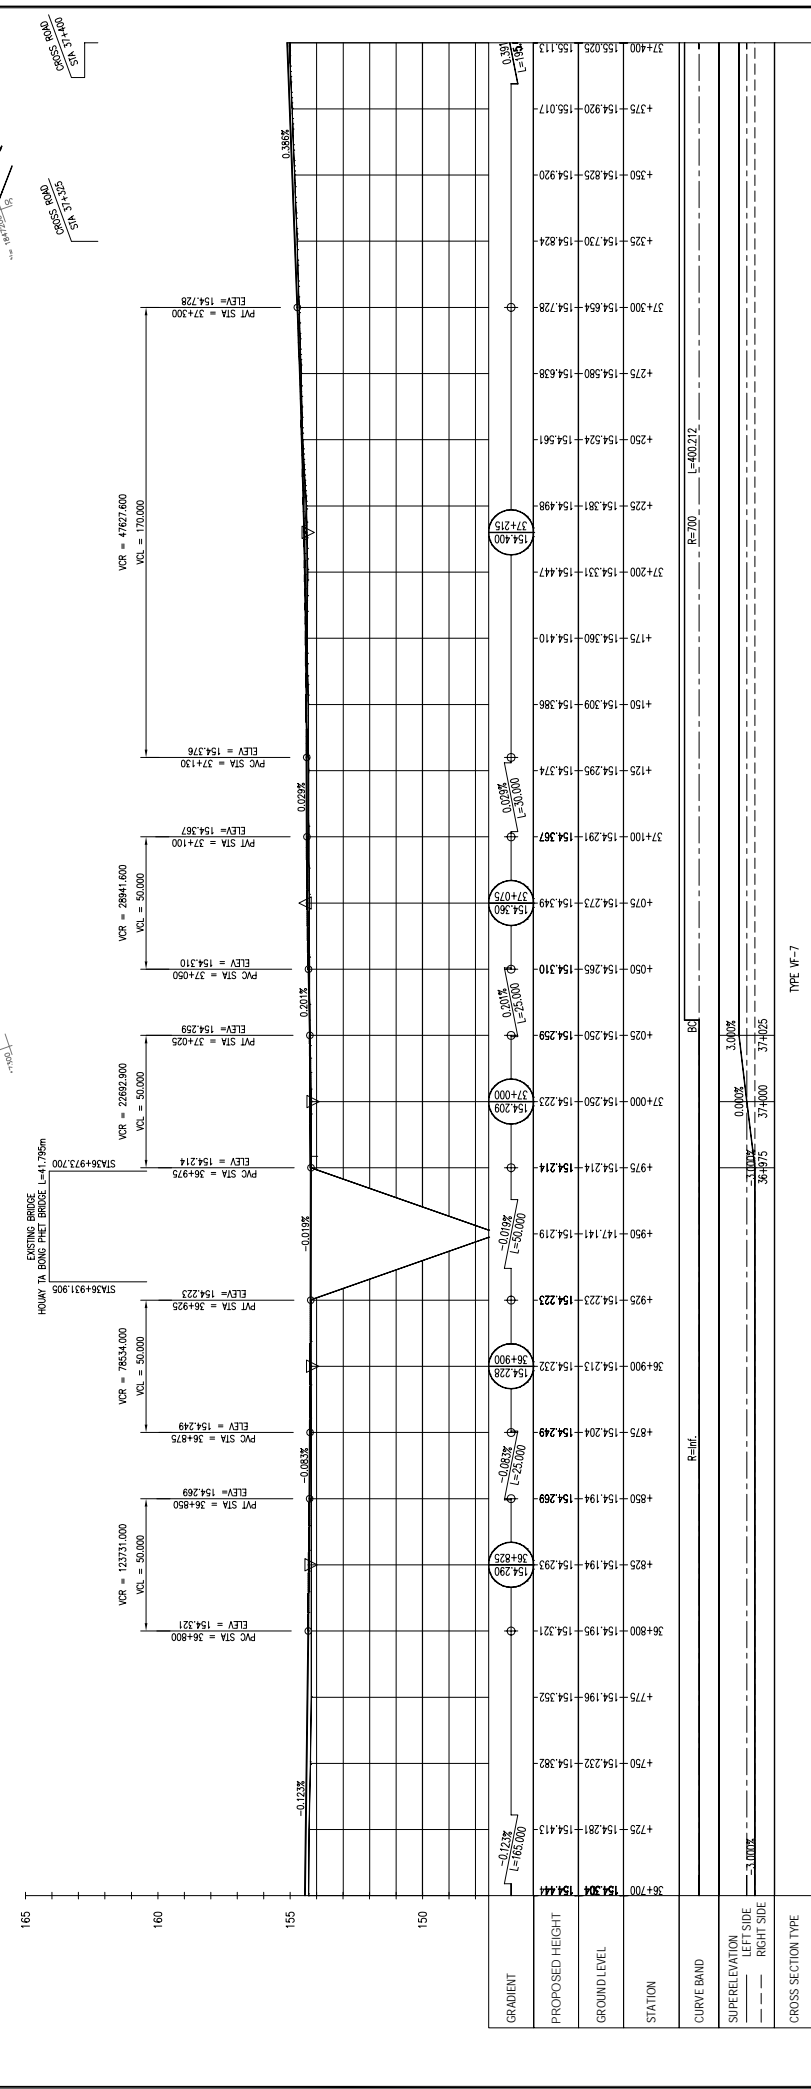 CROSS ROAD
STA 37+325
CROSS ROAD
STA 37+400
EXISTING BRIDGE
HOUAY TA BONG PHET BRIDGE L=41.795m
STA36+931.905
STA36+973.700
VCR = 123731.000
VCL = 50.000
VCR = 78534.000
VCL = 50.000
VCR = 22692.900
VCL = 50.000
VCR = 28941.600
VCL = 50.000
VCR = 47627.600
VCL = 170.000
PVC STA = 36+800
ELEV = 154.321
PVT STA = 36+850
ELEV= 154.269
PVC STA = 36+875
ELEV = 154.249
PVT STA = 36+925
ELEV= 154.223
PVC STA = 36+975
ELEV = 154.214
PVT STA = 37+025
ELEV= 154.259
PVC STA = 37+050
ELEV = 154.310
PVT STA = 37+100
ELEV= 154.367
PVC STA = 37+130
ELEV = 154.376
PVT STA = 37+300
ELEV= 154.728
165
160
155
150
-0.123% -0.083% -0.019% 0.201% 0.029% 0.386%
GRADIENT
-0.123%
L=165.000
36+825
154.290
-0.083%
L=25.000
36+900
154.228
-0.019%
L=50.000
37+000
154.209
0.201%
L=25.000
37+075
154.360
0.029%
L=30.000
37+215
154.400
PROPOSED HEIGHT 154.444 154.413 154.382 154.352 154.321 154.293 154.269 154.249 154.232 154.223 154.219 154.214 154.223 154.259 154.310 154.349 154.367 154.374 154.386 154.410 154.447 154.498 154.561 154.638 154.728 154.824 154.920 155.017 155.113
GROUND LEVEL 154.304 154.281 154.232 154.196 154.195 154.194 154.194 154.204 154.213 154.223 147.141 154.214 154.250 154.250 154.265 154.273 154.291 154.295 154.309 154.360 154.331 154.381 154.524 154.580 154.654 154.730 154.825 154.920 155.025
STATION 36+700 +725 +750 +775 36+800 +825 +850 +875 36+900 +925 +950 +975 37+000 +025 +050 +075 37+100 +125 +150 +175 37+200 +225 +250 +275 37+300 +325 +350 +375 37+400
CURVE BAND R=Inf. BC R=700 L=400.212
SUPERELEVATION
LEFT SIDE
RIGHT SIDE
-3.000% -3.000% 0.000% 3.000%
36+975 37+000 37+025
CROSS SECTION TYPE TYPE VF-7